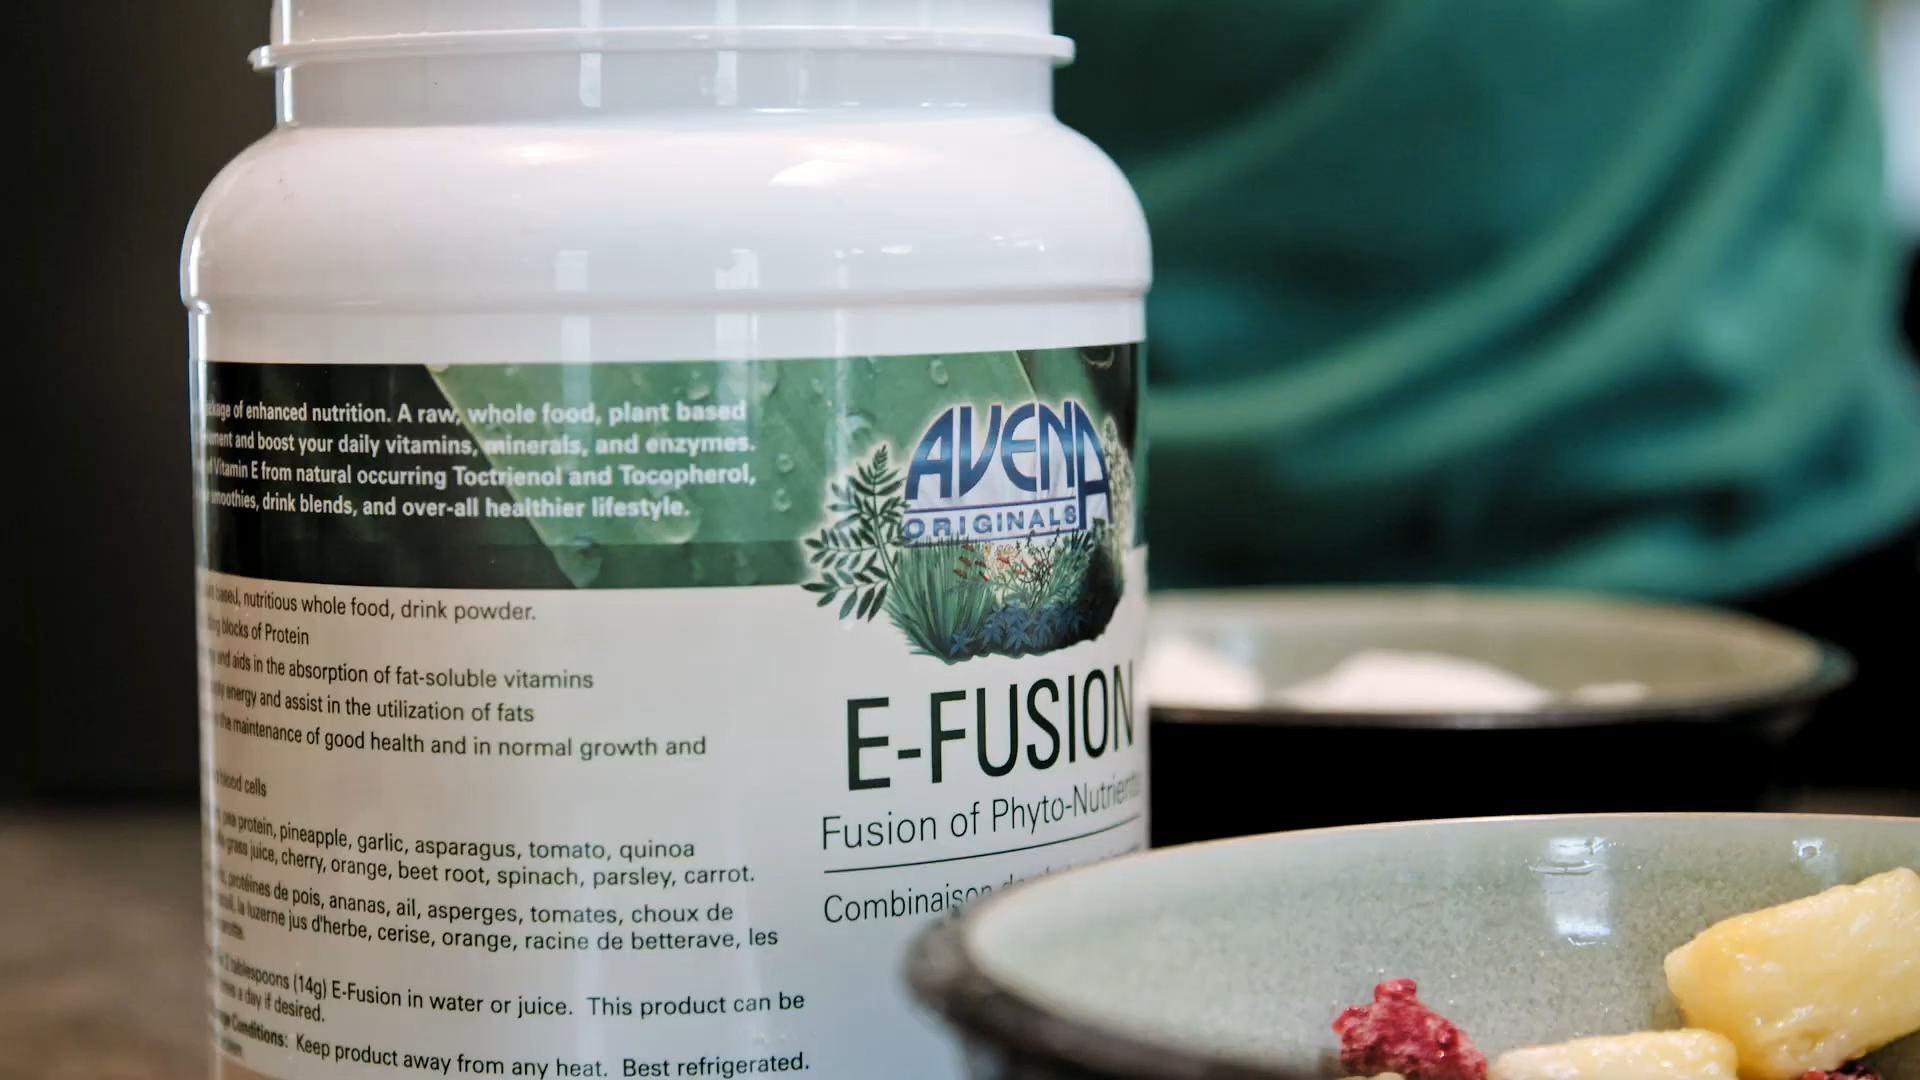 of enhanced nutrition. A raw, whole food, plant based
and boost your daily vitamins, minerals, and enzymes.
Vitamin E from natural occurring Toctrienol and Tocopherol,
smoothies, drink blends, and over-all healthier lifestyle.
based, nutritious whole food, drink powder.
blocks of Protein
and aids in the absorption of fat-soluble vitamins
energy and assist in the utilization of fats
the maintenance of good health and in normal growth and
blood cells
pea protein, pineapple, garlic, asparagus, tomato, quinoa
grass juice, cherry, orange, beet root, spinach, parsley, carrot.
protéines de pois, ananas, ail, asperges, tomates, choux de
la luzerne jus d'herbe, cerise, orange, racine de betterave, les
2 tablespoons (14g) E-Fusion in water or juice. This product can be
a day if desired.
Conditions: Keep product away from any heat. Best refrigerated.
AVENA
ORIGINALS
E-FUSION
Fusion of Phyto-Nutrients
Combinaison